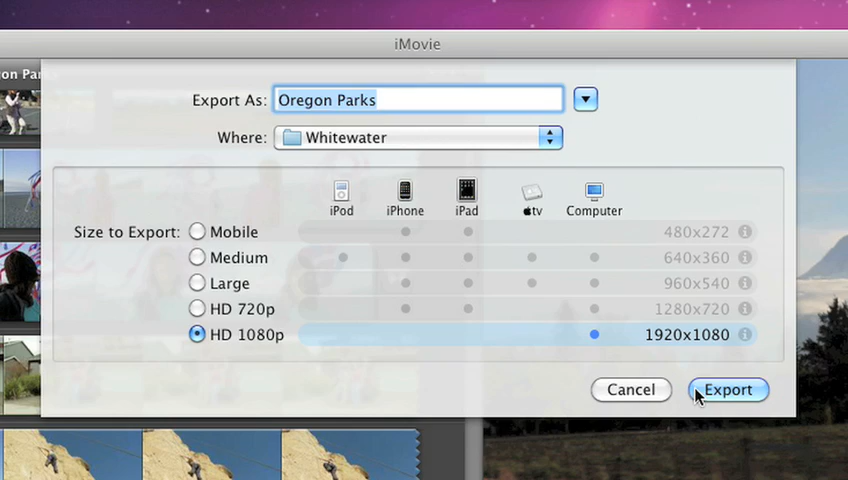 iMovie
on Par
Export As: Oregon Parks
Where: Whitewater
iPod iPhone iPad tv Computer
Size to Export: Mobile 480x272
Medium 640x360
Large 960x540
HD 720p 1280x720
HD 1080p 1920x1080
Cancel Export